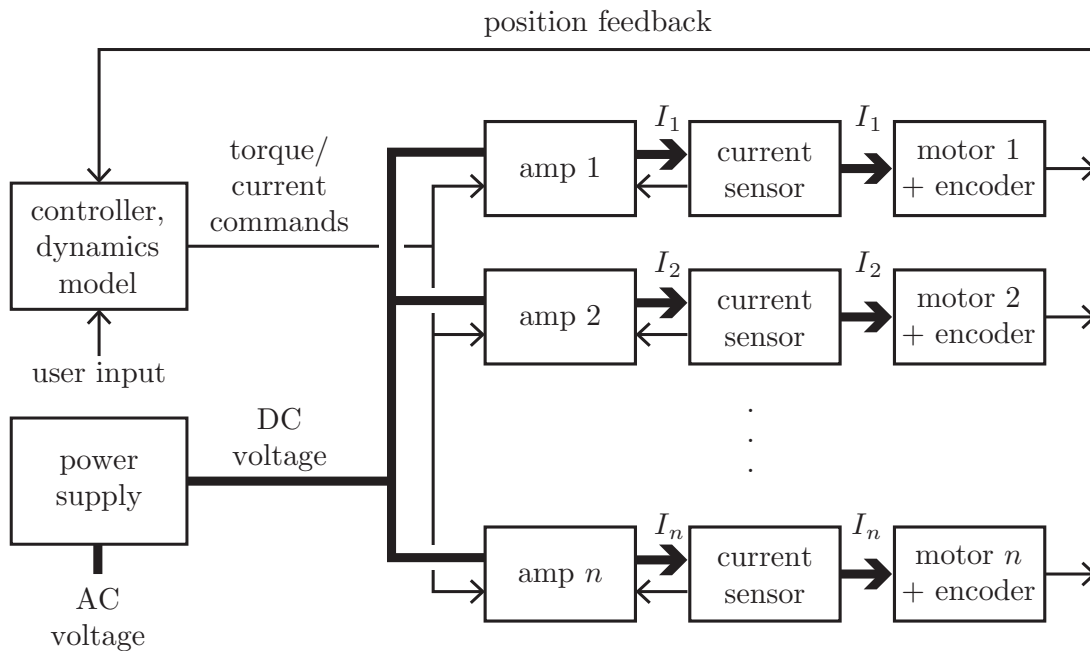 position feedback
torque/
current
commands
controller,
dynamics
model
user input
power
supply
DC
voltage
AC
voltage
amp 1
I₁
current
sensor
I₁
motor 1
+ encoder
amp 2
I₂
current
sensor
I₂
motor 2
+ encoder
.
.
.
amp n
Iₙ
current
sensor
Iₙ
motor n
+ encoder